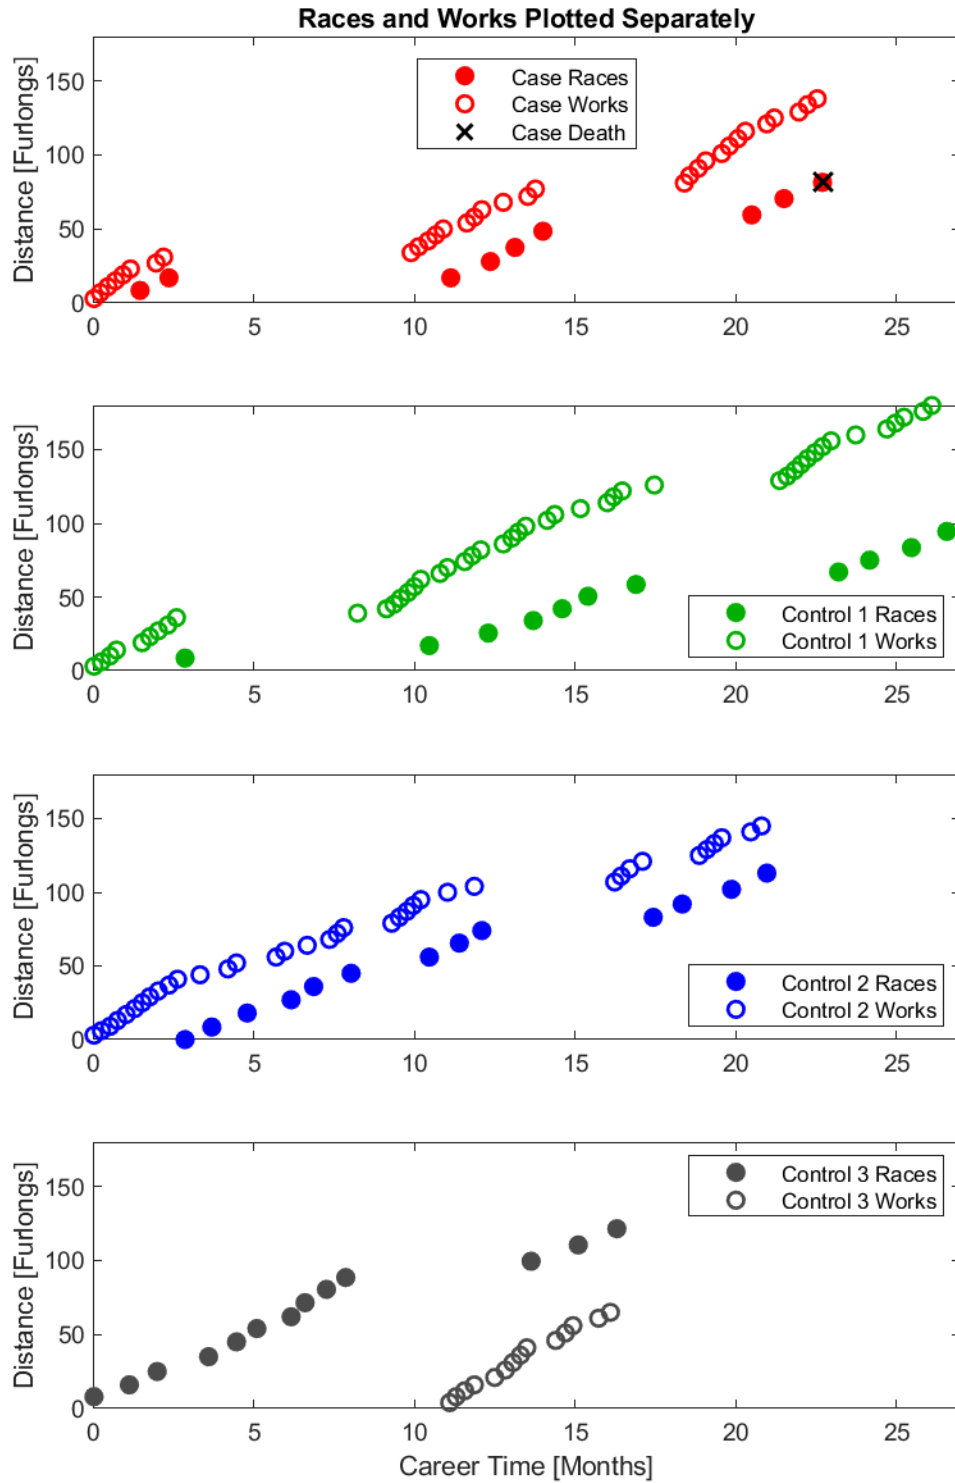 Races and Works Plotted Separately
Distance [Furlongs]
150
100
50
0
Case Races
Case Works
Case Death
0 5 10 15 20 25
Distance [Furlongs]
150
100
50
0
Control 1 Races
Control 1 Works
0 5 10 15 20 25
Distance [Furlongs]
150
100
50
0
Control 2 Races
Control 2 Works
0 5 10 15 20 25
Distance [Furlongs]
150
100
50
0
Control 3 Races
Control 3 Works
0 5 10 15 20 25
Career Time [Months]